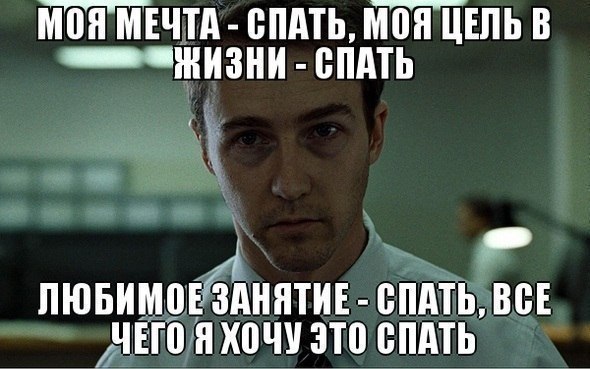 МОЯ МЕЧТА - СПАТЬ, МОЯ ЦЕЛЬ В
ЖИЗНИ - СПАТЬ
ЛЮБИМОЕ ЗАНЯТИЕ - СПАТЬ, ВСЕ
ЧЕГО Я ХОЧУ ЭТО СПАТЬ